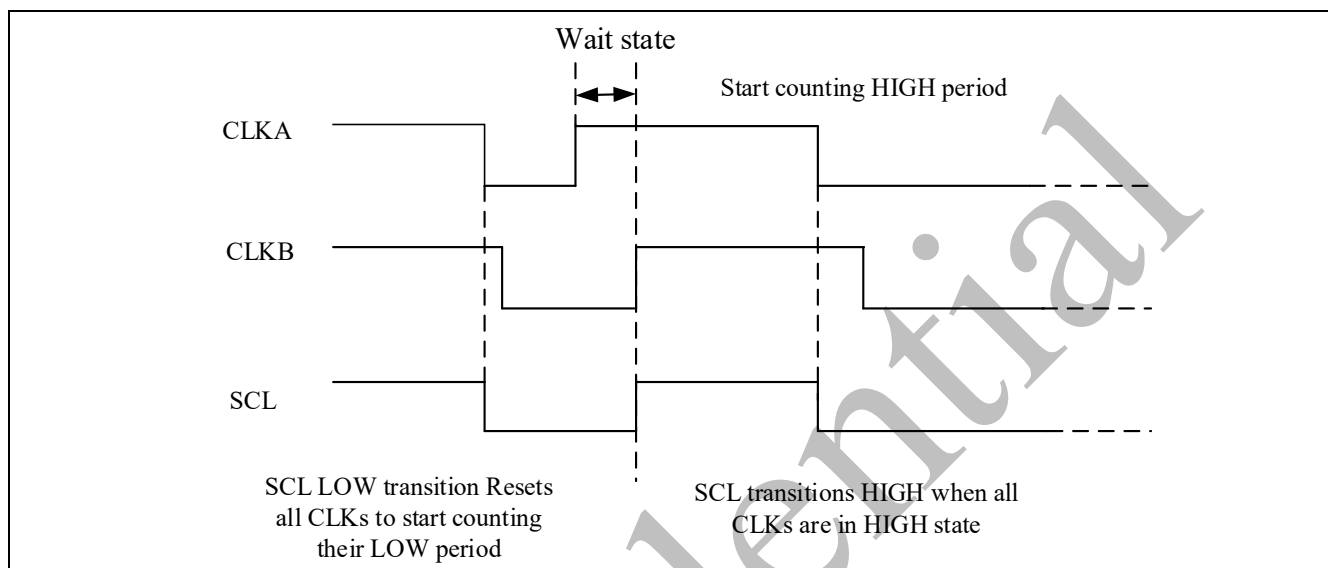 Wait state
Start counting HIGH period
CLKA
CLKB
SCL
SCL LOW transition Resets
all CLKs to start counting
their LOW period
SCL transitions HIGH when all
CLKs are in HIGH state
ential